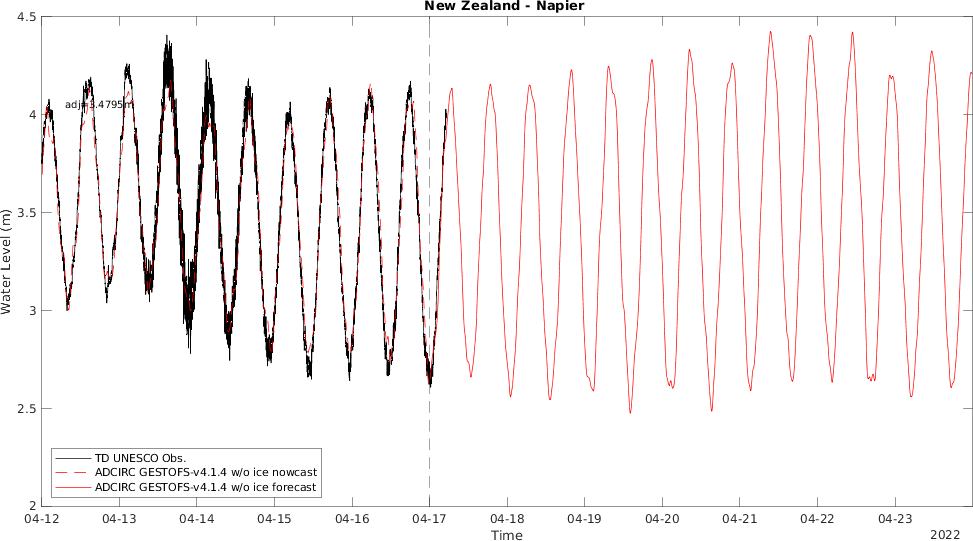 New Zealand - Napier
4.5
4
3.5
3
2.5
2
Water Level (m)
adj=3.4795m
TD UNESCO Obs.
ADCIRC GESTOFS-v4.1.4 w/o ice nowcast
ADCIRC GESTOFS-v4.1.4 w/o ice forecast
04-12 04-13 04-14 04-15 04-16 04-17 04-18 04-19 04-20 04-21 04-22 04-23
Time
2022